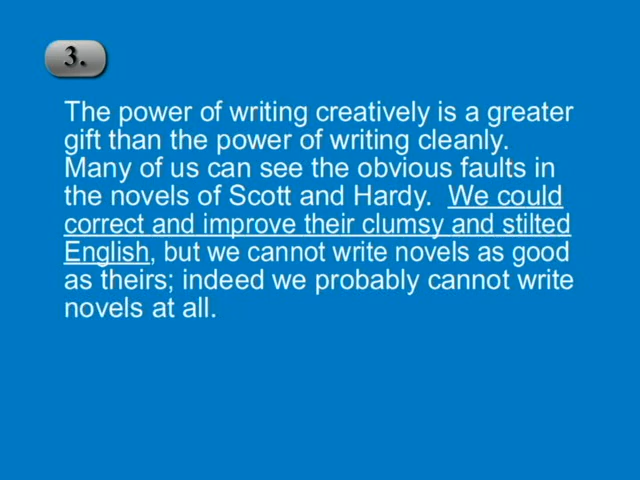 3.
The power of writing creatively is a greater
gift than the power of writing cleanly.
Many of us can see the obvious faults in
the novels of Scott and Hardy.  We could
correct and improve their clumsy and stilted
English, but we cannot write novels as good
as theirs; indeed we probably cannot write
novels at all.